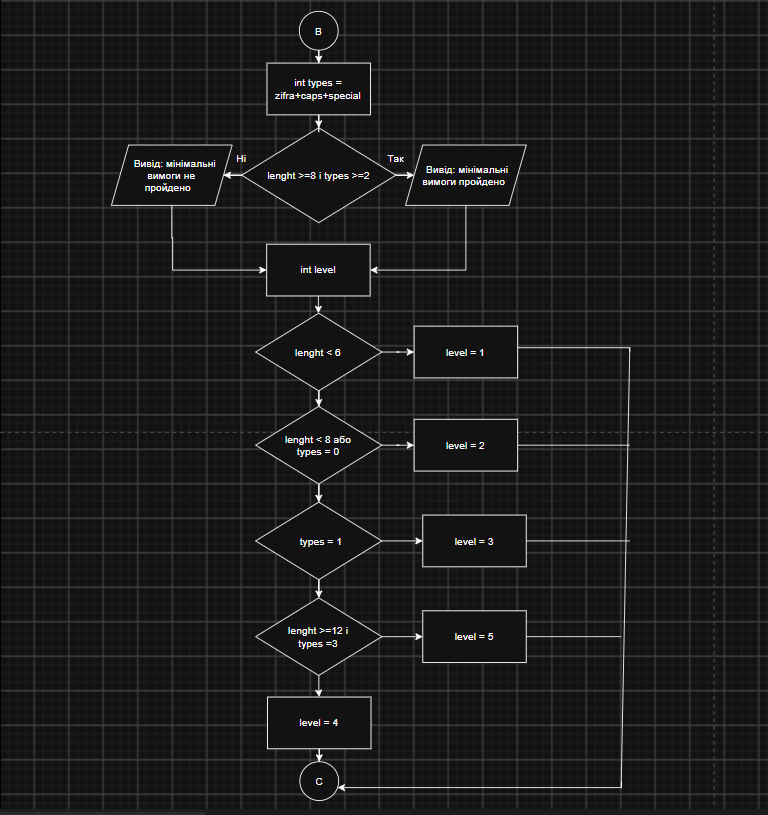 B
int types =
zifra+caps+special
Ні
Так
Вивід: мінімальні
вимоги не
пройдено
lenght >=8 і types >=2
Вивід: мінімальні
вимоги пройдено
int level
lenght < 6
level = 1
lenght < 8 або
types = 0
level = 2
types = 1
level = 3
lenght >=12 і
types =3
level = 5
level = 4
C